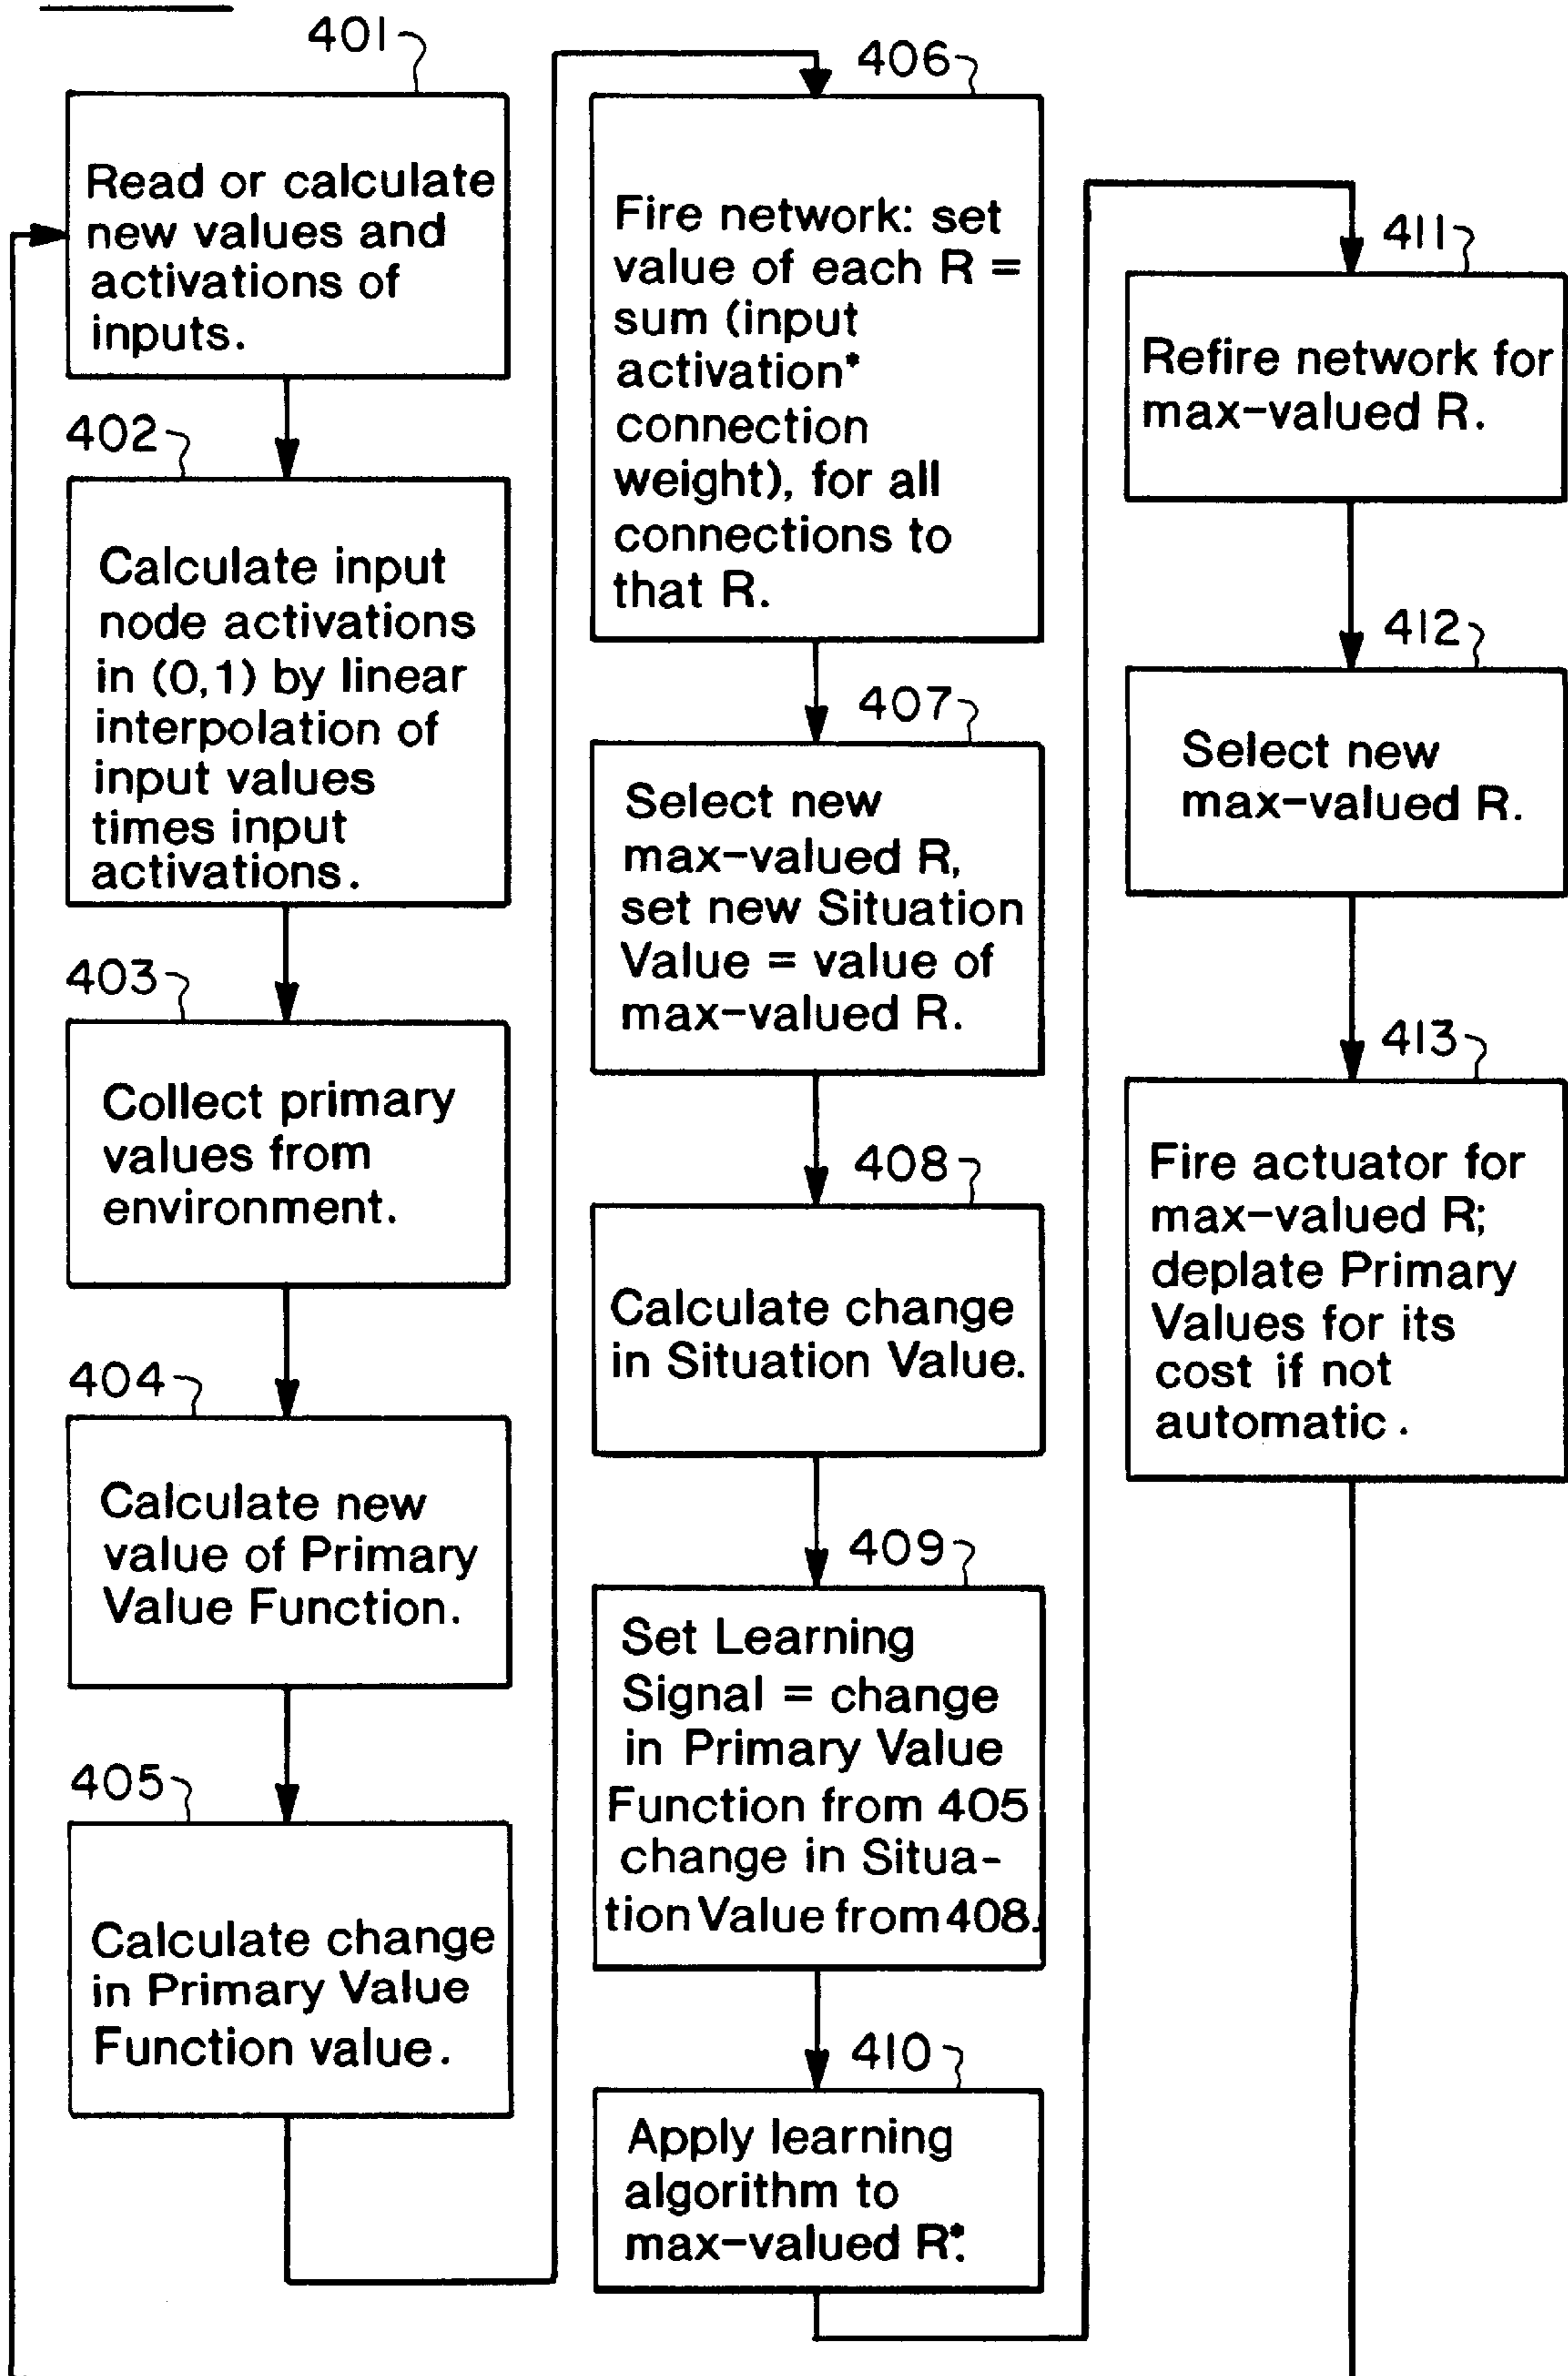 401
Read or calculate
new values and
activations of
inputs.
402
Calculate input
node activations
in (0,1) by linear
interpolation of
input values
times input
activations.
403
Collect primary
values from
environment.
404
Calculate new
value of Primary
Value Function.
405
Calculate change
in Primary Value
Function value.
406
Fire network: set
value of each R =
sum (input
activation*
connection
weight), for all
connections to
that R.
407
Select new
max-valued R,
set new Situation
Value = value of
max-valued R.
408
Calculate change
in Situation Value.
409
Set Learning
Signal = change
in Primary Value
Function from 405
change in Situa-
tion Value from 408.
410
Apply learning
algorithm to
max-valued R*.
411
Refire network for
max-valued R.
412
Select new
max-valued R.
413
Fire actuator for
max-valued R;
deplate Primary
Values for its
cost if not
automatic.